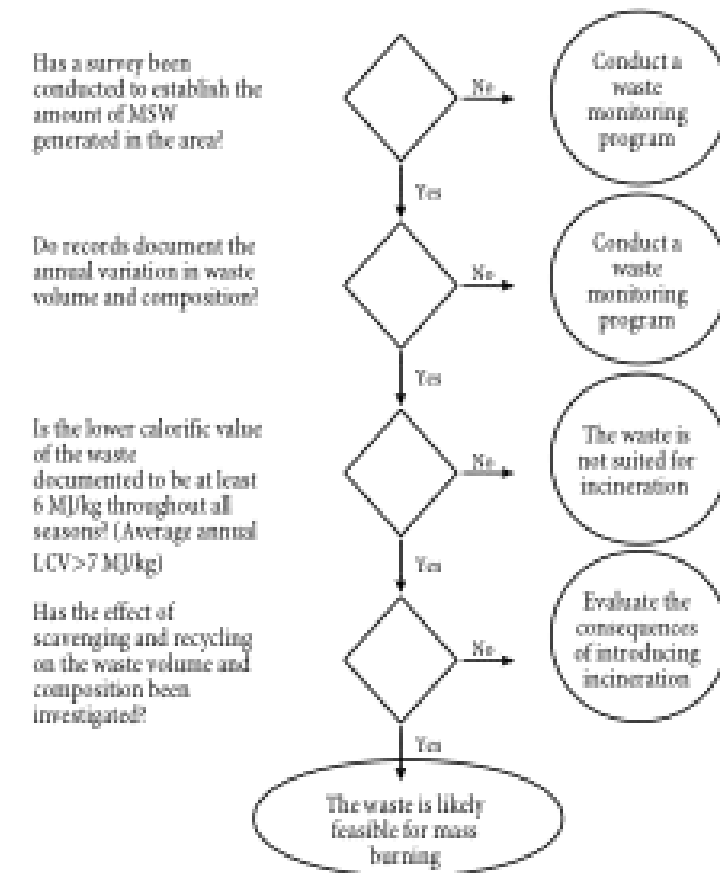 Has a survey been
conducted to establish the
amount of MSW
generated in the area?
No
Conduct a
waste
monitoring
program
Yes
Do records document the
annual variation in waste
volume and composition?
No
Conduct a
waste
monitoring
program
Yes
Is the lower calorific value
of the waste
documented to be at least
6 MJ/kg throughout all
seasons? (Average annual
LCV>7 MJ/kg)
No
The waste is
not suited for
incineration
Yes
Has the effect of
scavenging and recycling
on the waste volume and
composition been
investigated?
No
Evaluate the
consequences
of introducing
incineration
Yes
The waste is likely
feasible for mass
burning